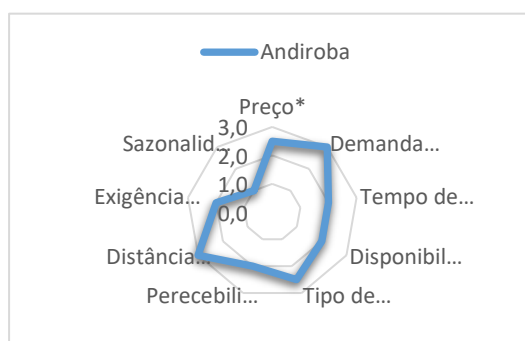 Andiroba
Preço*
3,0
Sazonalid…
Demanda…
2,0
Exigência…
1,0
Tempo de…
0,0
Distância…
Disponibil…
Perecebili…
Tipo de…